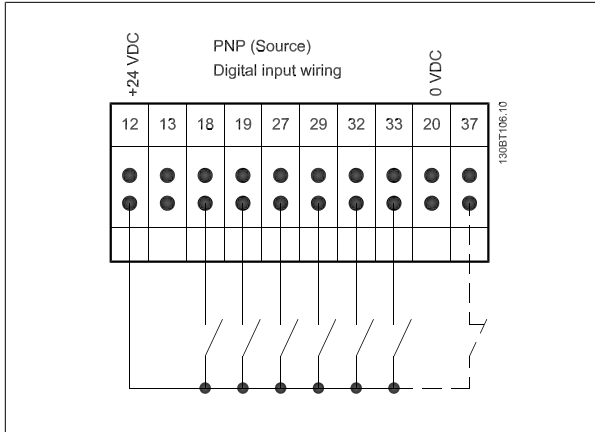 PNP (Source)
Digital input wiring
+24 VDC
0 VDC
12 13 18 19 27 29 32 33 20 37
130BT106.10